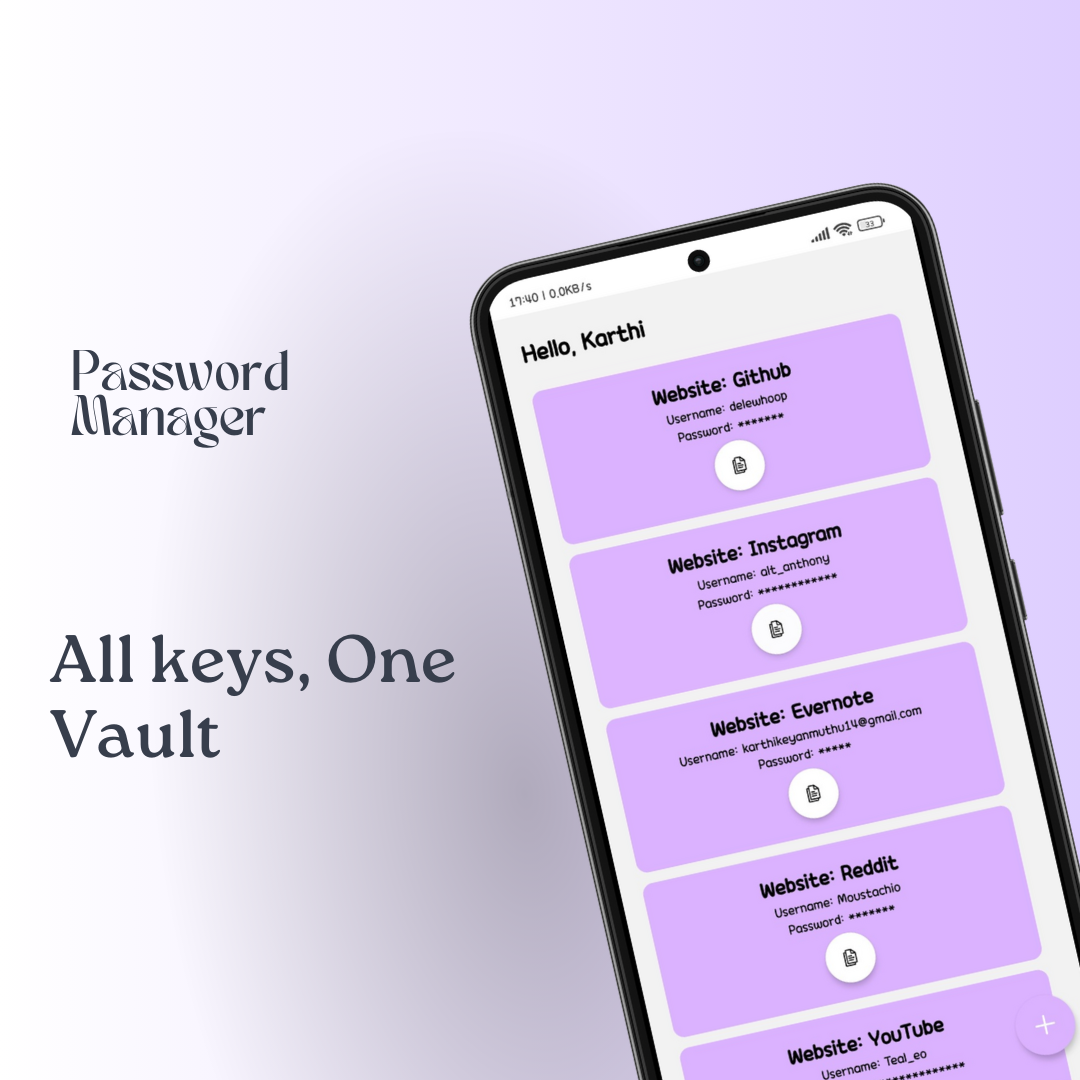 Password
Manager
All keys, One
Vault
17:40 | 0.0KB/s
33
Hello, Karthi
Website: Github
Username: delewhoop
Password: *******
Website: Instagram
Username: alt_anthony
Password: ************
Website: Evernote
Username: karthikeyanmuthu14@gmail.com
Password: *****
Website: Reddit
Username: Moustachio
Password: *******
Website: YouTube
Username: Teal_eo